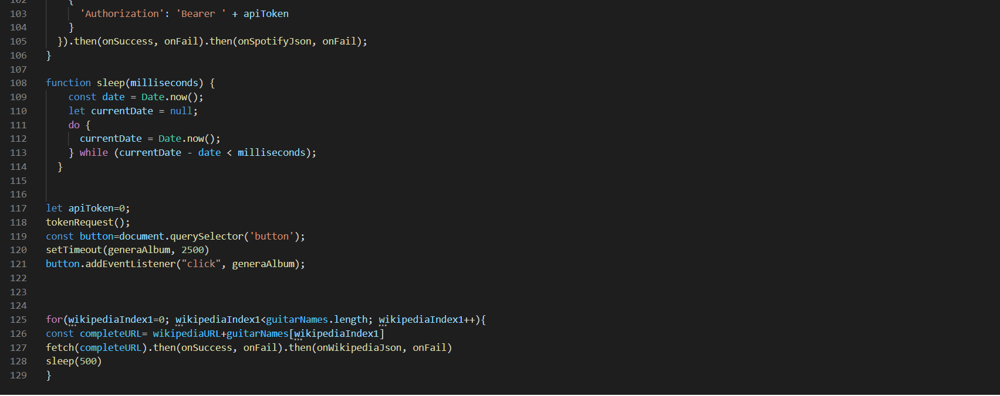 102 {
103 'Authorization': 'Bearer ' + apiToken
104 }
105 }).then(onSuccess, onFail).then(onSpotifyJson, onFail);
106 }
107
108 function sleep(milliseconds) {
109 const date = Date.now();
110 let currentDate = null;
111 do {
112 currentDate = Date.now();
113 } while (currentDate - date < milliseconds);
114 }
115
116
117 let apiToken=0;
118 tokenRequest();
119 const button=document.querySelector('button');
120 setTimeout(generaAlbum, 2500)
121 button.addEventListener("click", generaAlbum);
122
123
124
125 for(wikipediaIndex1=0; wikipediaIndex1<guitarNames.length; wikipediaIndex1++){
126 const completeURL= wikipediaURL+guitarNames[wikipediaIndex1]
127 fetch(completeURL).then(onSuccess, onFail).then(onWikipediaJson, onFail)
128 sleep(500)
129 }